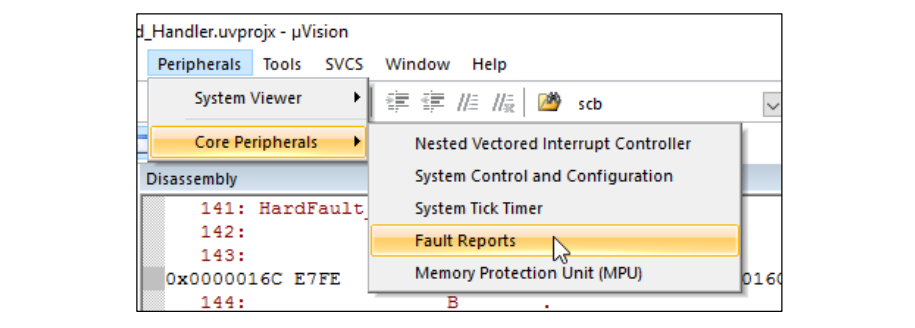 d_Handler.uvprojx - µVision
Peripherals Tools SVCS Window Help
System Viewer
scb
Core Peripherals
Nested Vectored Interrupt Controller
System Control and Configuration
System Tick Timer
Fault Reports
Memory Protection Unit (MPU)
Disassembly
141: HardFault_
142:
143:
0x0000016C E7FE 0160
144: B .